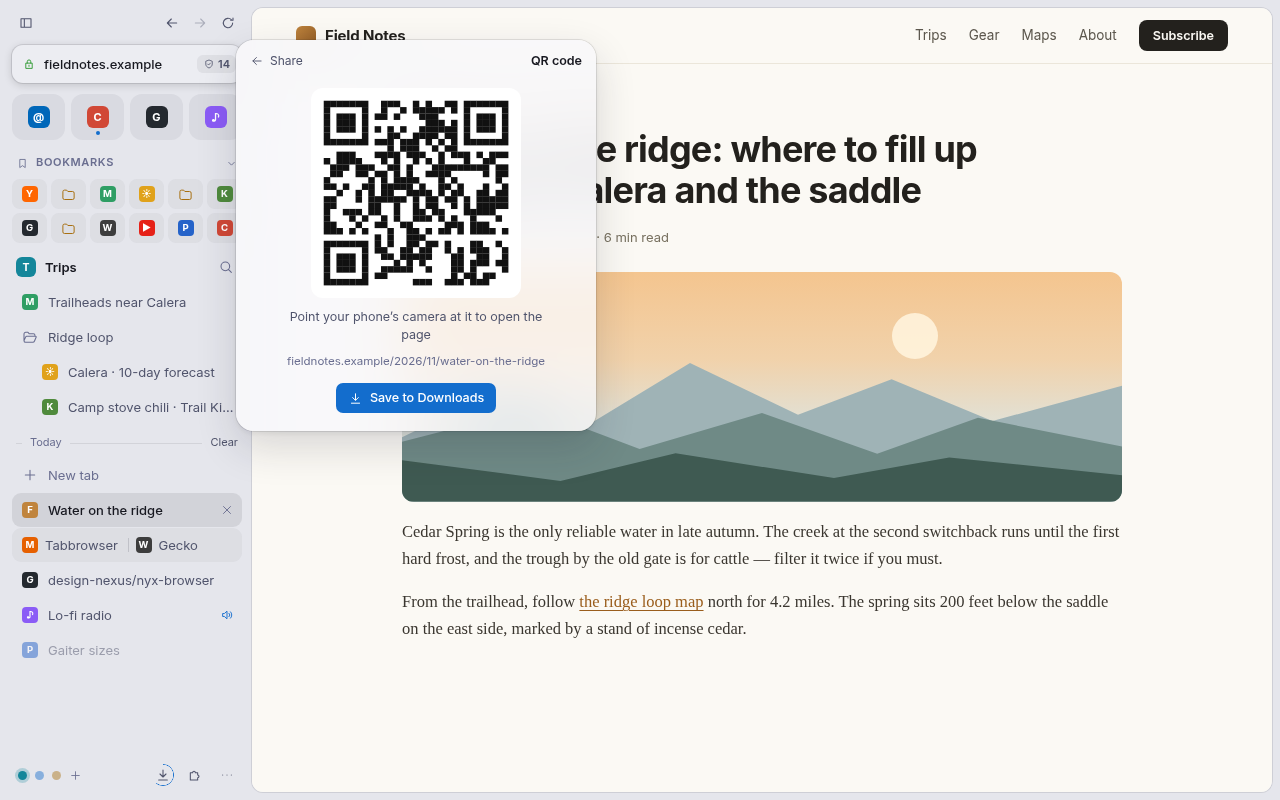 fieldnotes.example
14
BOOKMARKS
Trips
Trailheads near Calera
Ridge loop
Calera · 10-day forecast
Camp stove chili · Trail Ki...
Today
Clear
New tab
Water on the ridge
Tabbrowser
Gecko
design-nexus/nyx-browser
Lo-fi radio
Gaiter sizes
Share
QR code
Point your phone's camera at it to open the
page
fieldnotes.example/2026/11/water-on-the-ridge
Save to Downloads
Field Notes
Trips
Gear
Maps
About
Subscribe
ridge: where to fill up
and the saddle
· 6 min read
Cedar Spring is the only reliable water in late autumn. The creek at the second switchback runs until the first
hard frost, and the trough by the old gate is for cattle — filter it twice if you must.
From the trailhead, follow the ridge loop map north for 4.2 miles. The spring sits 200 feet below the saddle
on the east side, marked by a stand of incense cedar.